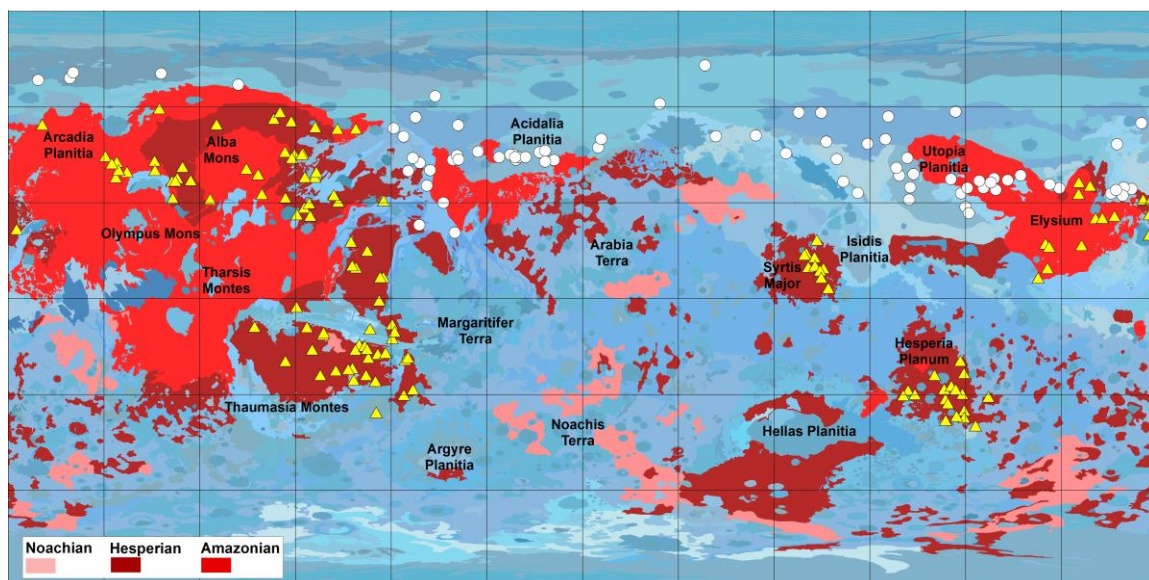 Arcadia
Planitia
Alba
Mons
Acidalia
Planitia
Utopia
Planitia
Olympus Mons
Tharsis
Montes
Arabia
Terra
Isidis
Planitia
Elysium
Syrtis
Major
Margaritifer
Terra
Hesperia
Planum
Thaumasia Montes
Noachis
Terra
Hellas Planitia
Argyre
Planitia
Noachian Hesperian Amazonian